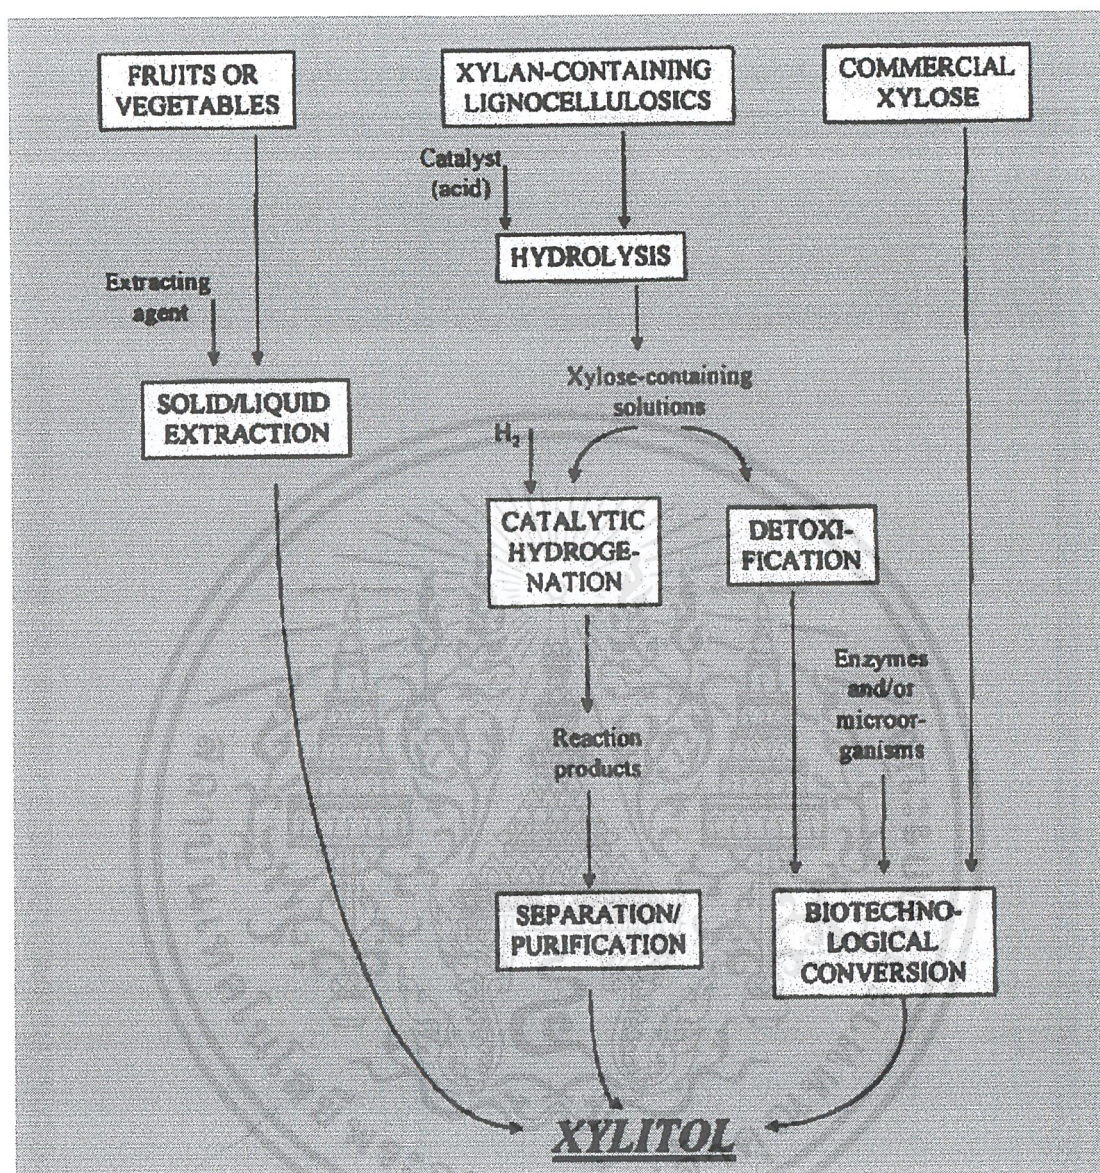 FRUITS OR
VEGETABLES
XYLAN-CONTAINING
LIGNOCELLULOSICS
COMMERCIAL
XYLOSE
Catalyst
(acid)
HYDROLYSIS
Extracting
agent
Xylose-containing
solutions
SOLID/LIQUID
EXTRACTION
H₂
CATALYTIC
HYDROGE-
NATION
DETOXI-
FICATION
Enzymes
and/or
microor-
ganisms
Reaction
products
SEPARATION/
PURIFICATION
BIOTECHNO-
LOGICAL
CONVERSION
XYLITOL